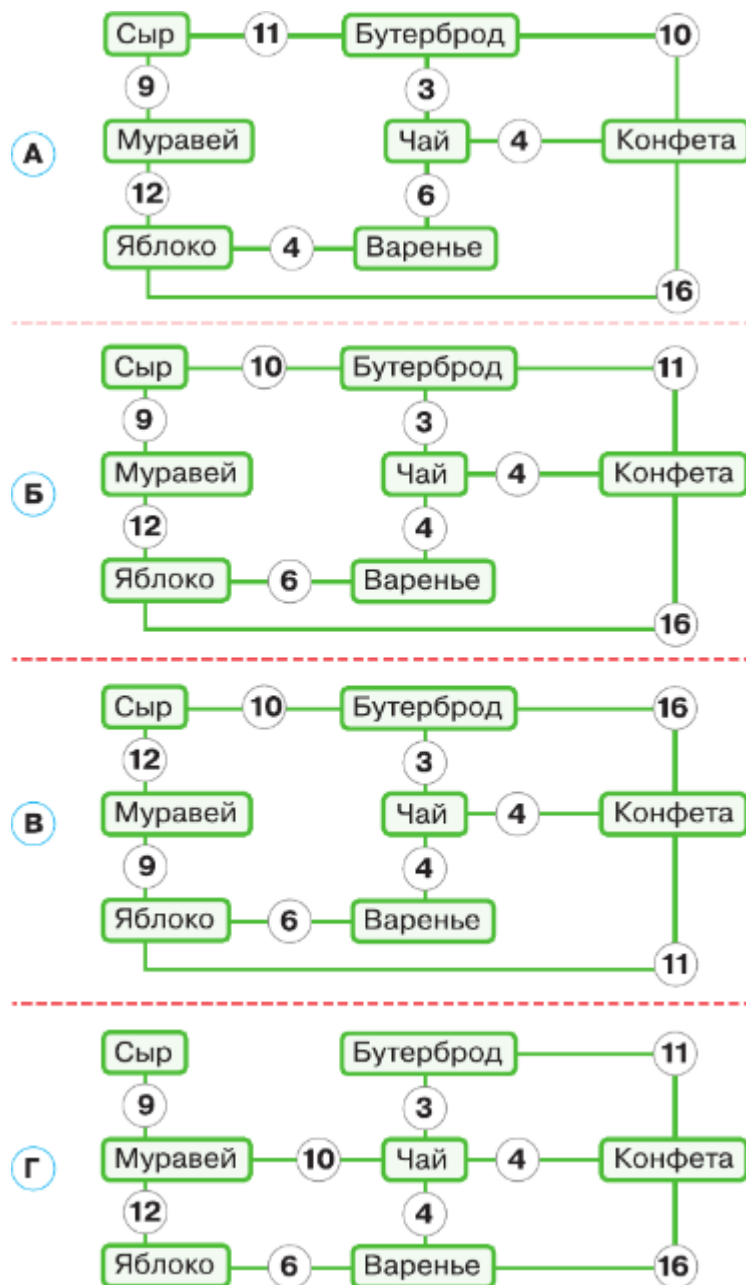 Сыр 11 Бутерброд 10
9 3
А Муравей Чай 4 Конфета
12 6
Яблоко 4 Варенье
16
Сыр 10 Бутерброд 11
9 3
Б Муравей Чай 4 Конфета
12 4
Яблоко 6 Варенье
16
Сыр 10 Бутерброд 16
12 3
В Муравей Чай 4 Конфета
9 4
Яблоко 6 Варенье
11
Сыр Бутерброд 11
9 3
Г Муравей 10 Чай 4 Конфета
12 4
Яблоко 6 Варенье 16